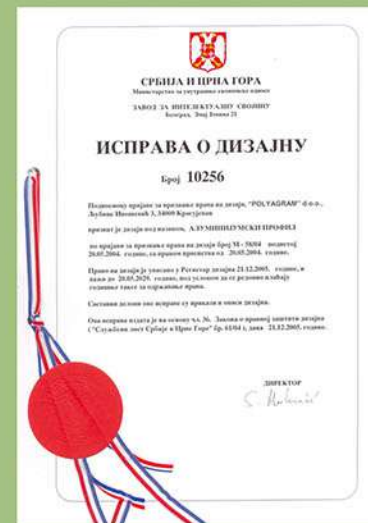 СРБИЈА И ЦРНА ГОРА
Министарство за унутрашње економске односе
ЗАВОД ЗА ИНТЕЛЕКТУАЛНУ СВОЈИНУ
Београд, Змај Јовина 21
ИСПРАВА О ДИЗАЈНУ
Број 10256
Подносиоцу пријаве за признање права на дизајн, "POLYAGRAM" d-o-o.,
34000 Крагујевац
признат је дизајн под називом, АЛУМИНИЈУМСКИ ПРОФИЛ
по пријави за признање права на дизајн број М - 58/04 поднетој
20.05.2004. године, са правом првенства од 20.05.2004. године.
Право на дизајн је уписано у Регистар дизајна 21.12.2005. године, и
важи до 20.05.2029. године, под условом да се редовно плаћају
годишње таксе за одржавање права.
Саставни делови ове исправе су прикази и описи дизајна.
Ова исправа издата је на основу чл. 36. Закона о правној заштити дизајна
("Службени лист Србије и Црне Горе" бр. 61/04), дана 21.12.2005. године.
ДИРЕКТОР